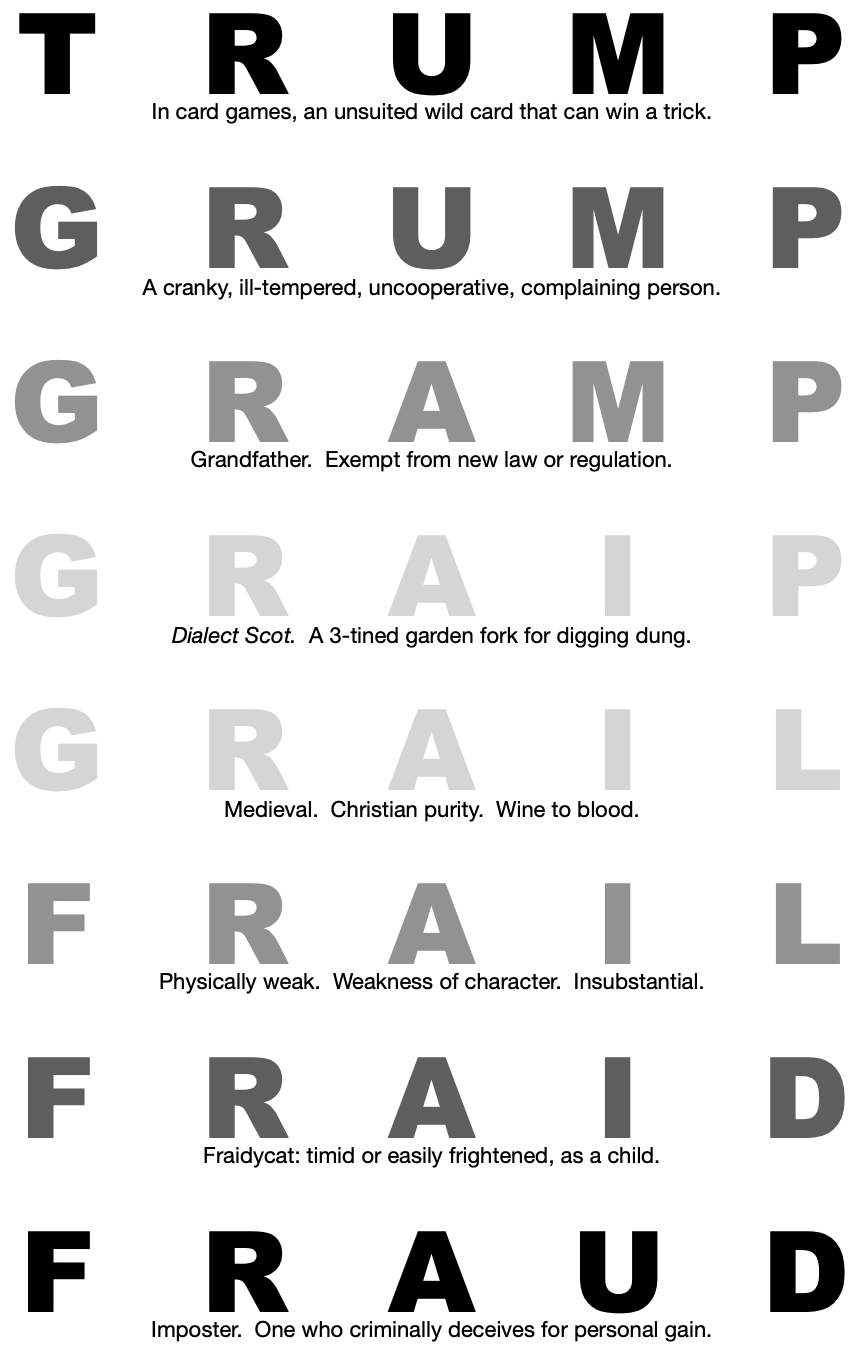 TRUMP
In card games, an unsuited wild card that can win a trick.
GRUMP
A cranky, ill-tempered, uncooperative, complaining person.
GRAMP
Grandfather.  Exempt from new law or regulation.
GRAIP
Dialect Scot.  A 3-tined garden fork for digging dung.
GRAIL
Medieval.  Christian purity.  Wine to blood.
FRAIL
Physically weak.  Weakness of character.  Insubstantial.
FRAID
Fraidycat: timid or easily frightened, as a child.
FRAUD
Imposter.  One who criminally deceives for personal gain.